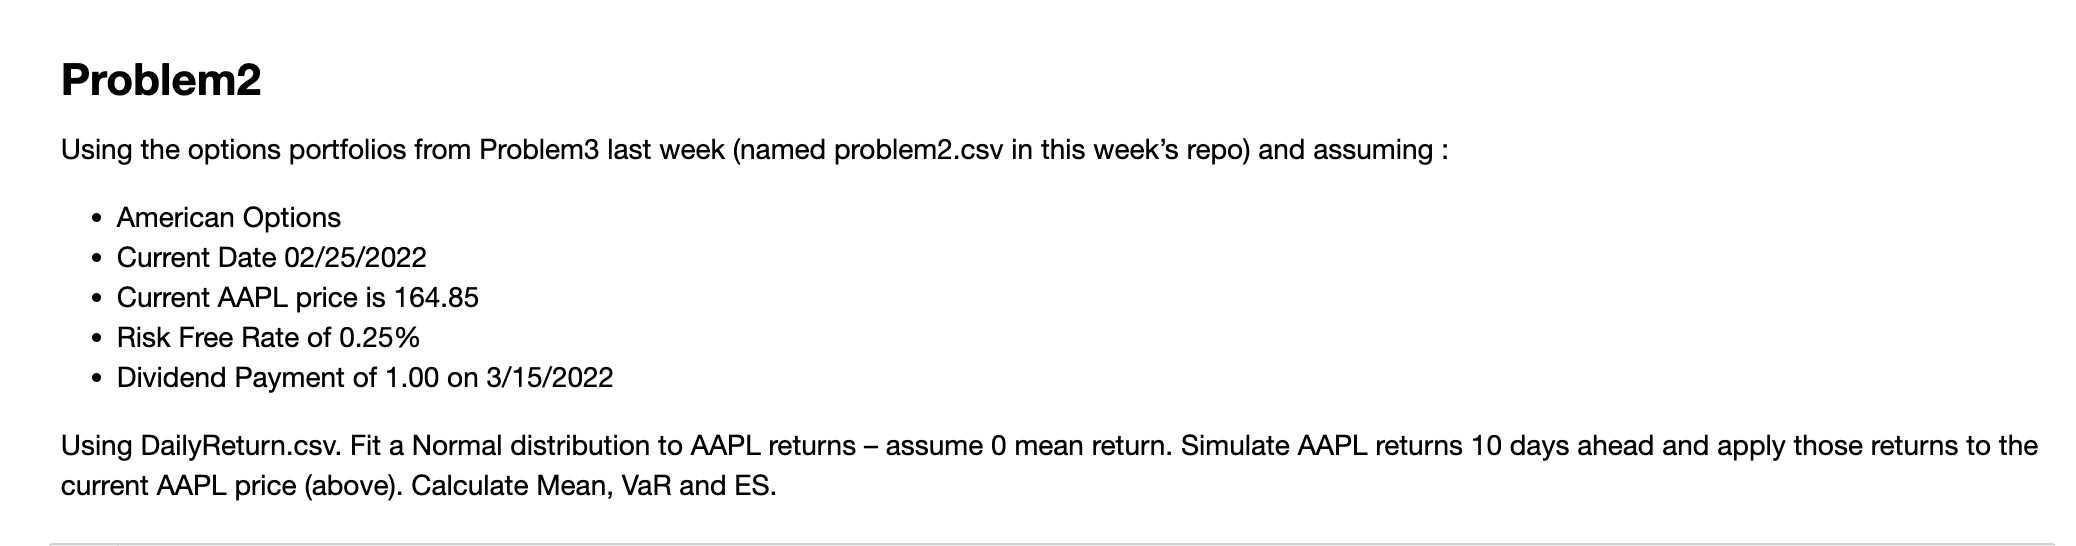 Problem2
Using the options portfolios from Problem3 last week (named problem2.csv in this week’s repo) and assuming :
• American Options
• Current Date 02/25/2022
• Current AAPL price is 164.85
• Risk Free Rate of 0.25%
• Dividend Payment of 1.00 on 3/15/2022
Using DailyReturn.csv. Fit a Normal distribution to AAPL returns – assume 0 mean return. Simulate AAPL returns 10 days ahead and apply those returns to the
current AAPL price (above). Calculate Mean, VaR and ES.